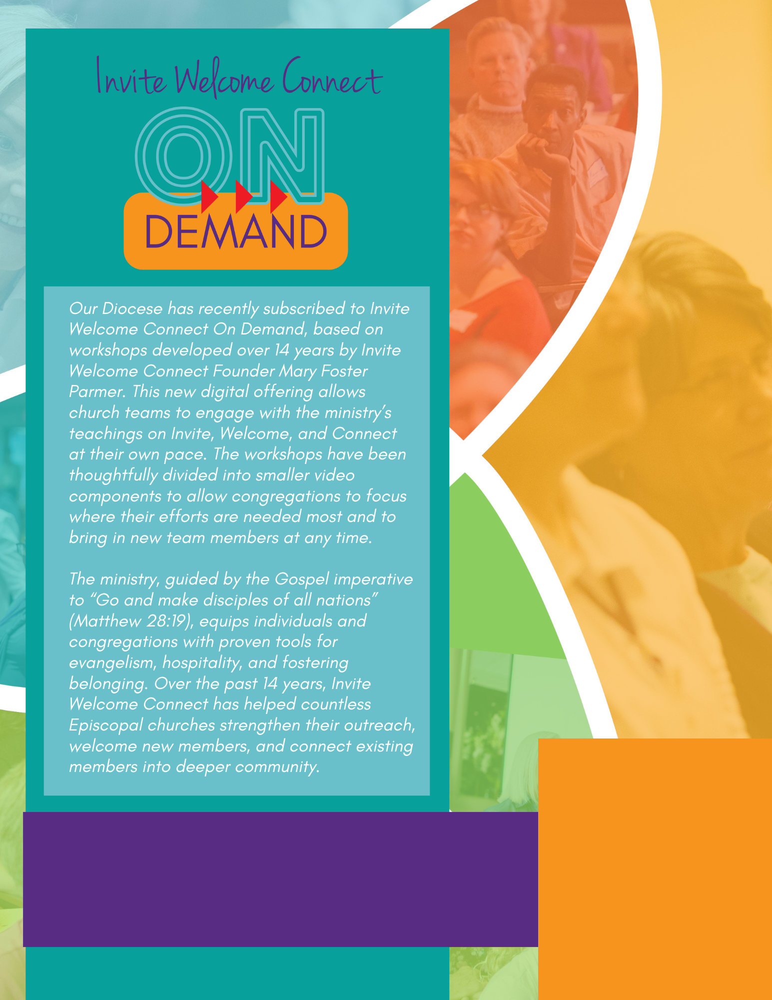 Invite Welcome Connect
ON
DEMAND
Our Diocese has recently subscribed to Invite
Welcome Connect On Demand, based on
workshops developed over 14 years by Invite
Welcome Connect Founder Mary Foster
Parmer. This new digital offering allows
church teams to engage with the ministry’s
teachings on Invite, Welcome, and Connect
at their own pace. The workshops have been
thoughtfully divided into smaller video
components to allow congregations to focus
where their efforts are needed most and to
bring in new team members at any time.
The ministry, guided by the Gospel imperative
to “Go and make disciples of all nations”
(Matthew 28:19), equips individuals and
congregations with proven tools for
evangelism, hospitality, and fostering
belonging. Over the past 14 years, Invite
Welcome Connect has helped countless
Episcopal churches strengthen their outreach,
welcome new members, and connect existing
members into deeper community.